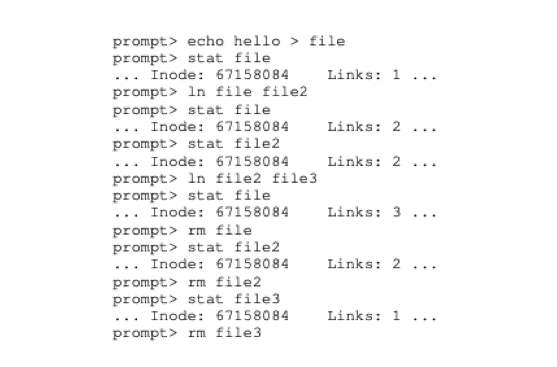 prompt> echo hello > file
prompt> stat file
... Inode: 67158084    Links: 1 ...
prompt> ln file file2
prompt> stat file
... Inode: 67158084    Links: 2 ...
prompt> stat file2
... Inode: 67158084    Links: 2 ...
prompt> ln file2 file3
prompt> stat file
... Inode: 67158084    Links: 3 ...
prompt> rm file
prompt> stat file2
... Inode: 67158084    Links: 2 ...
prompt> rm file2
prompt> stat file3
... Inode: 67158084    Links: 1 ...
prompt> rm file3